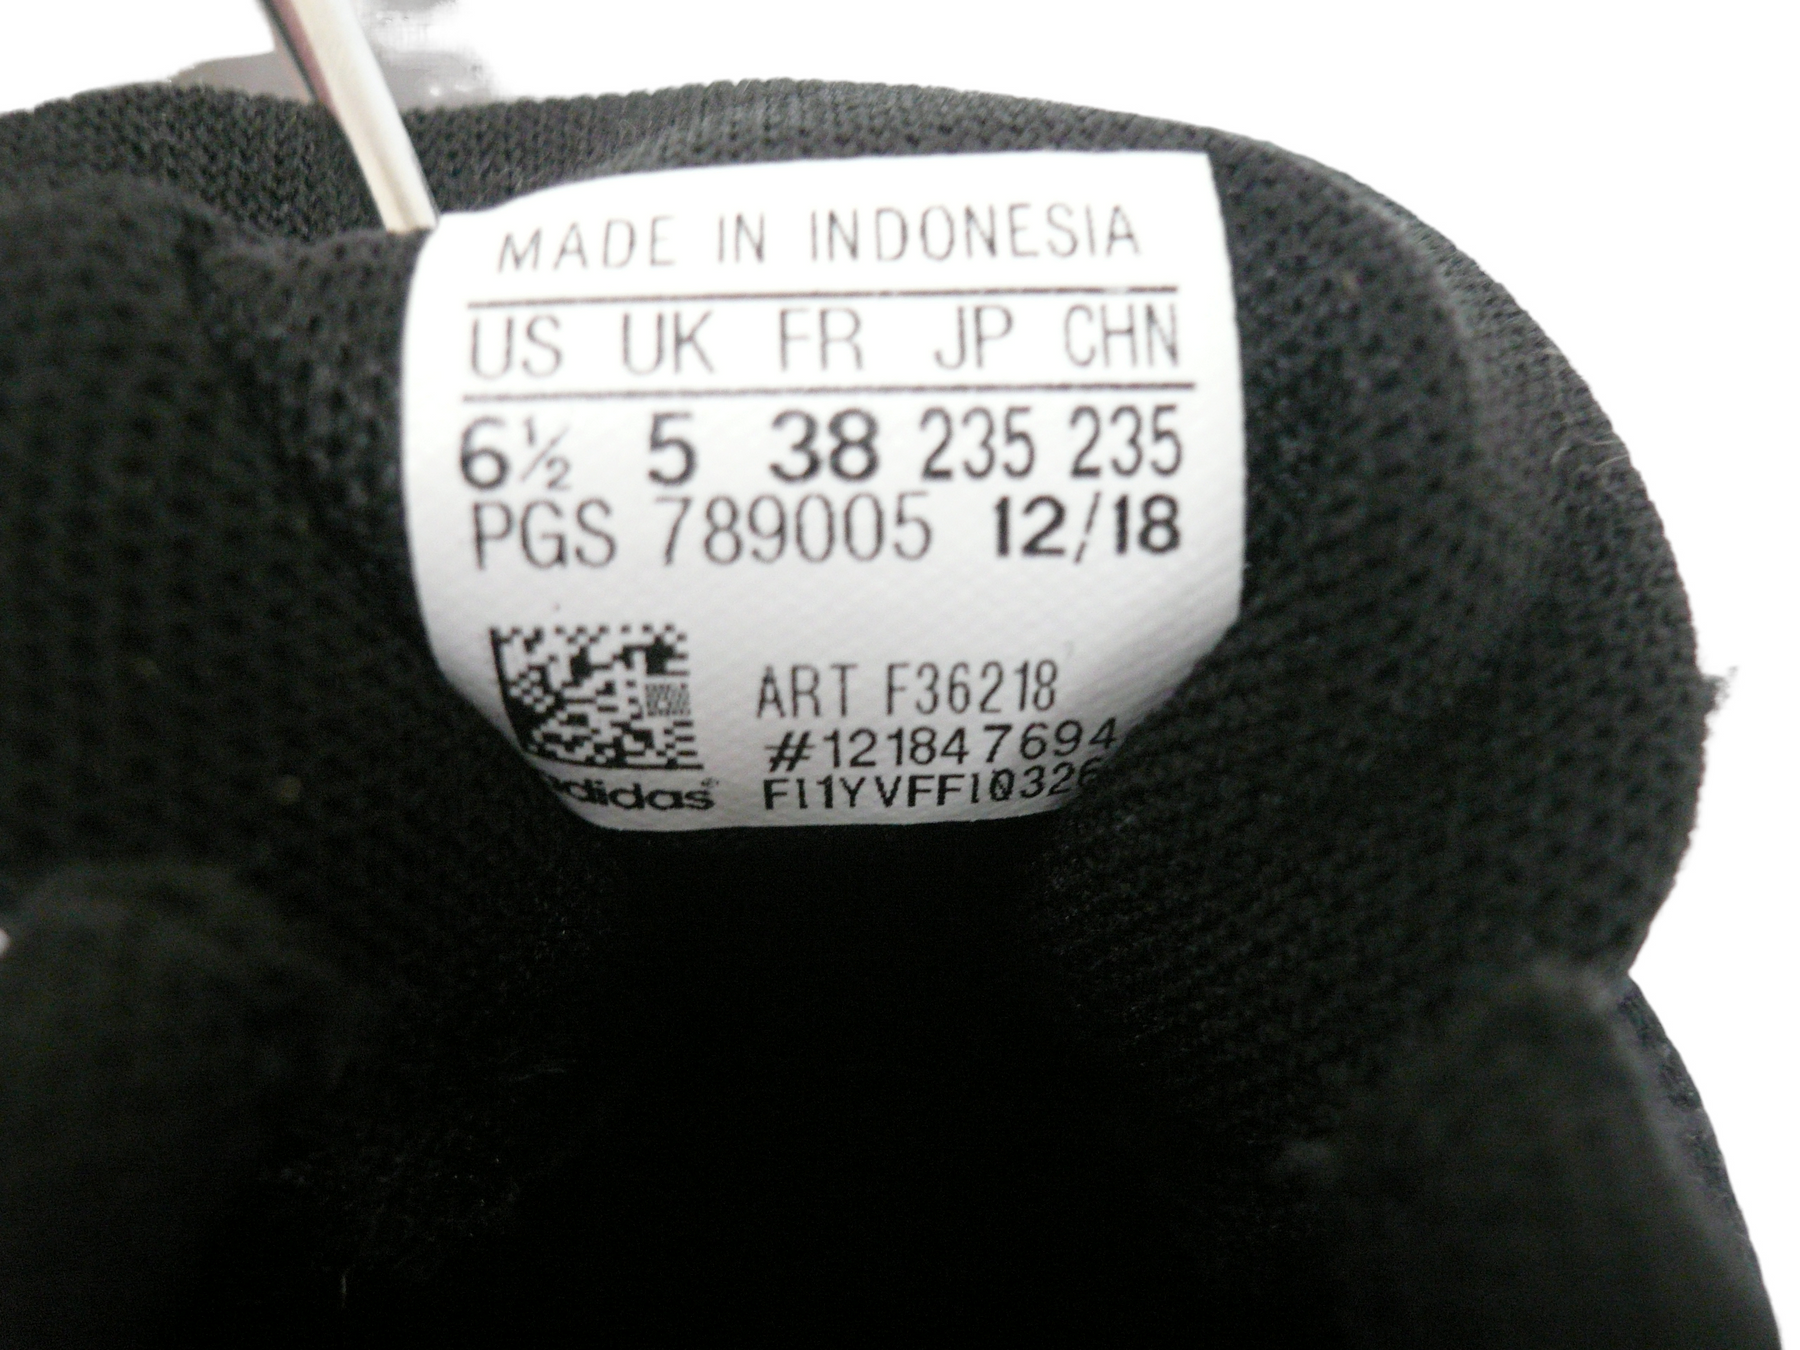 MADE IN INDONESIA
US UK FR JP CHN
6½ 5 38 235 235
PGS 789005 12/18
ART F36218
#121847694
adidas